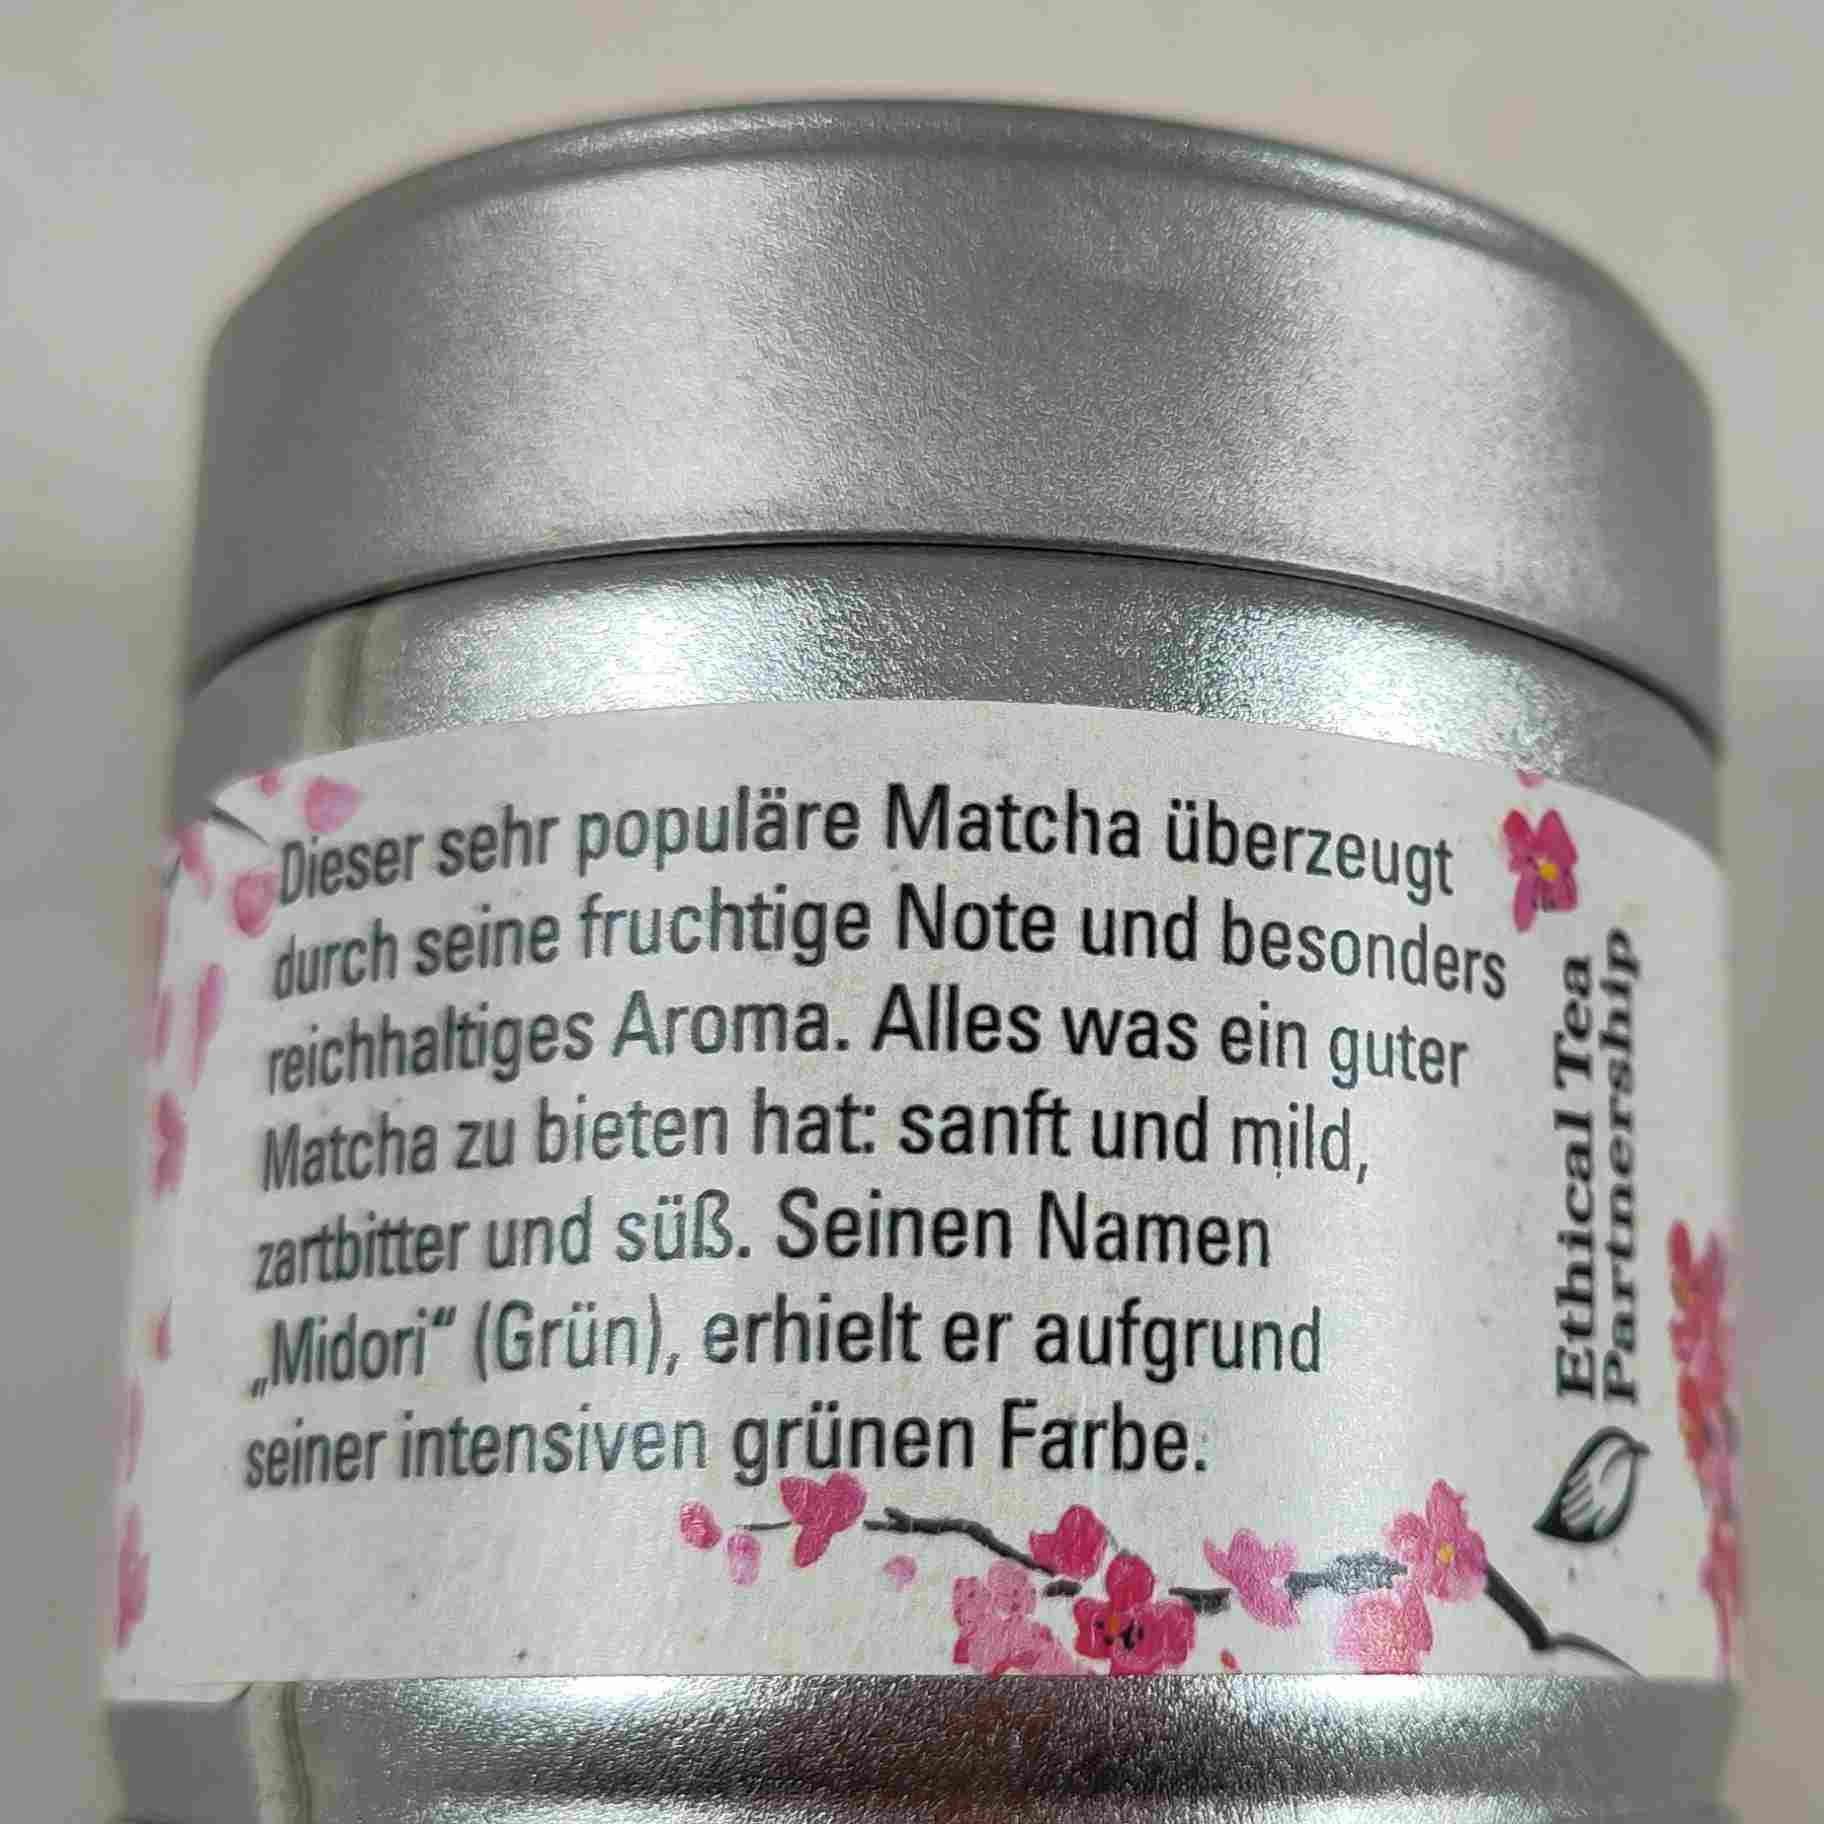 Dieser sehr populäre Matcha überzeugt
durch seine fruchtige Note und besonders
reichhaltiges Aroma. Alles was ein guter
Matcha zu bieten hat: sanft und mild,
zartbitter und süß. Seinen Namen
„Midori“ (Grün), erhielt er aufgrund
seiner intensiven grünen Farbe.
Ethical Tea
Partnership